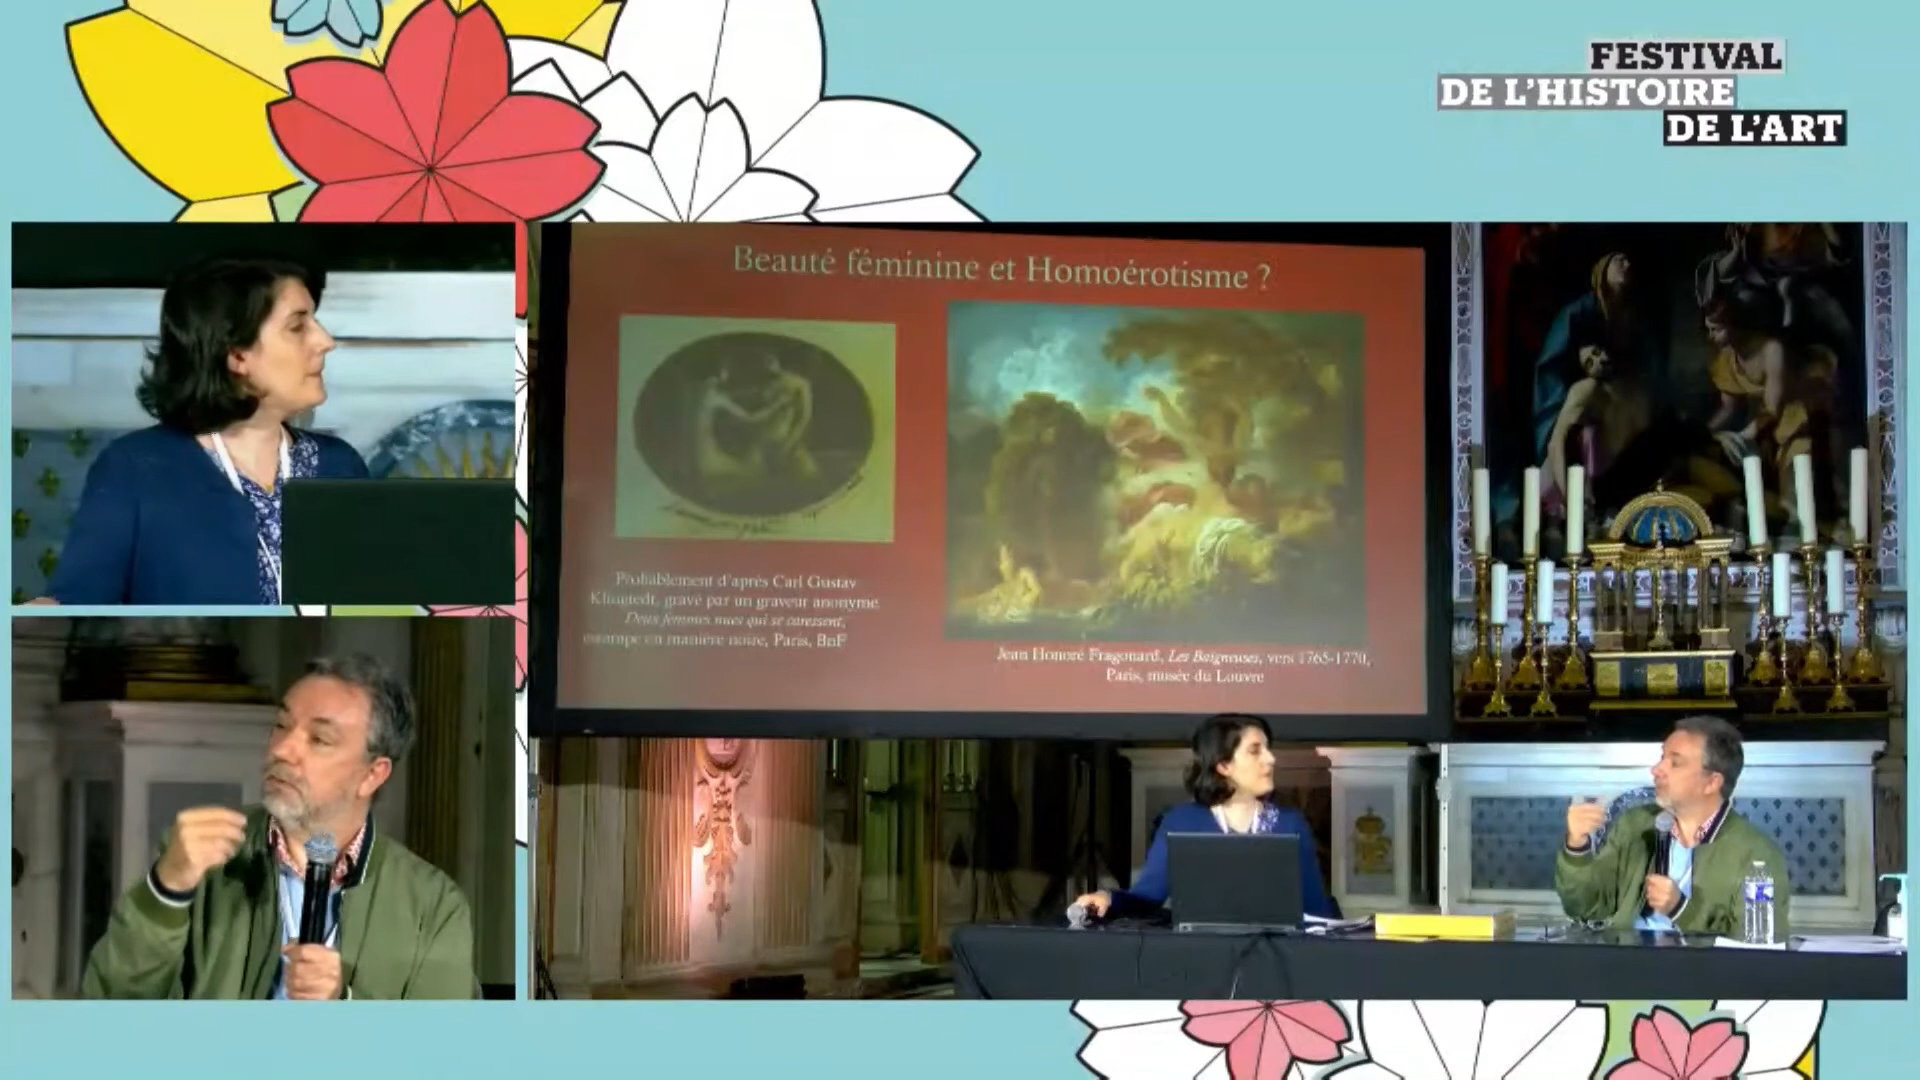 FESTIVAL
DE L'HISTOIRE
DE L'ART
Beauté féminine et Homoérotisme ?
Probablement d'après Carl Gustav
Klingstedt, gravé par un graveur anonyme,
Deux femmes nues qui se caressent,
estampe en manière noire, Paris, BnF
Jean Honoré Fragonard, Les Baigneuses, vers 1765-1770,
Paris, musée du Louvre